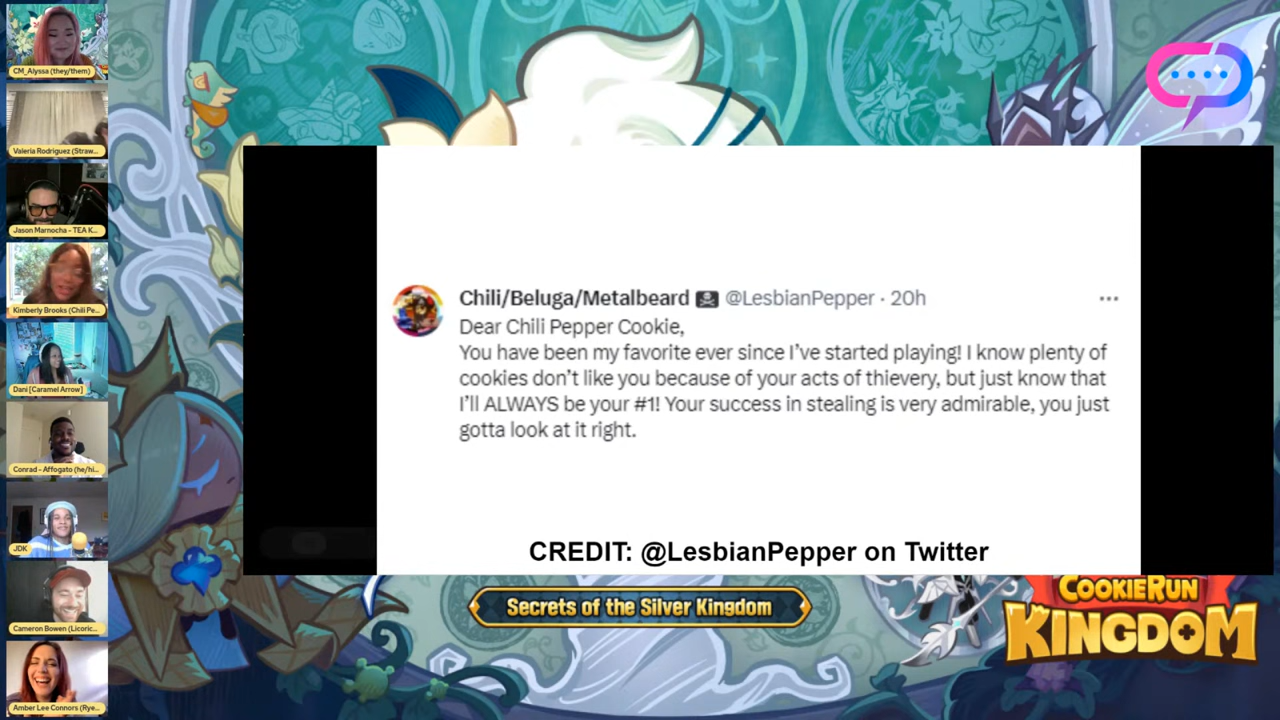 CM_Alyssa (they/them)
Valeria Rodriguez (Straw...
Jason Marnocha - TEA K...
Kimberly Brooks (Chili Pe...
Dani [Caramel Arrow]
Conrad - Affogato (he/hi...
JDK
Cameron Bowen (Licoric...
Amber Lee Connors (Rye...
Chili/Beluga/Metalbeard @LesbianPepper · 20h
Dear Chili Pepper Cookie,
You have been my favorite ever since I’ve started playing! I know plenty of
cookies don’t like you because of your acts of thievery, but just know that
I’ll ALWAYS be your #1! Your success in stealing is very admirable, you just
gotta look at it right.
CREDIT: @LesbianPepper on Twitter
Secrets of the Silver Kingdom
COOKIERUN
KINGDOM